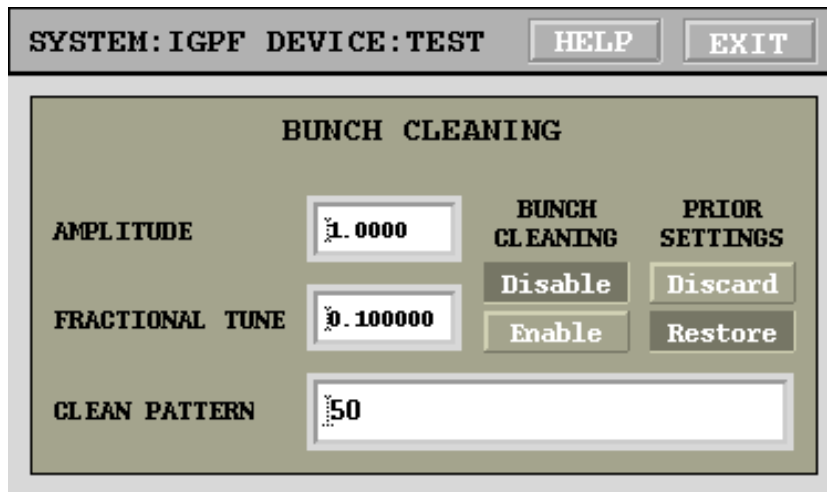 SYSTEM:IGPF DEVICE:TEST HELP EXIT
BUNCH CLEANING
AMPLITUDE 1.0000
FRACTIONAL TUNE 0.100000
CLEAN PATTERN 50
BUNCH
CLEANING
Disable
Enable
PRIOR
SETTINGS
Discard
Restore